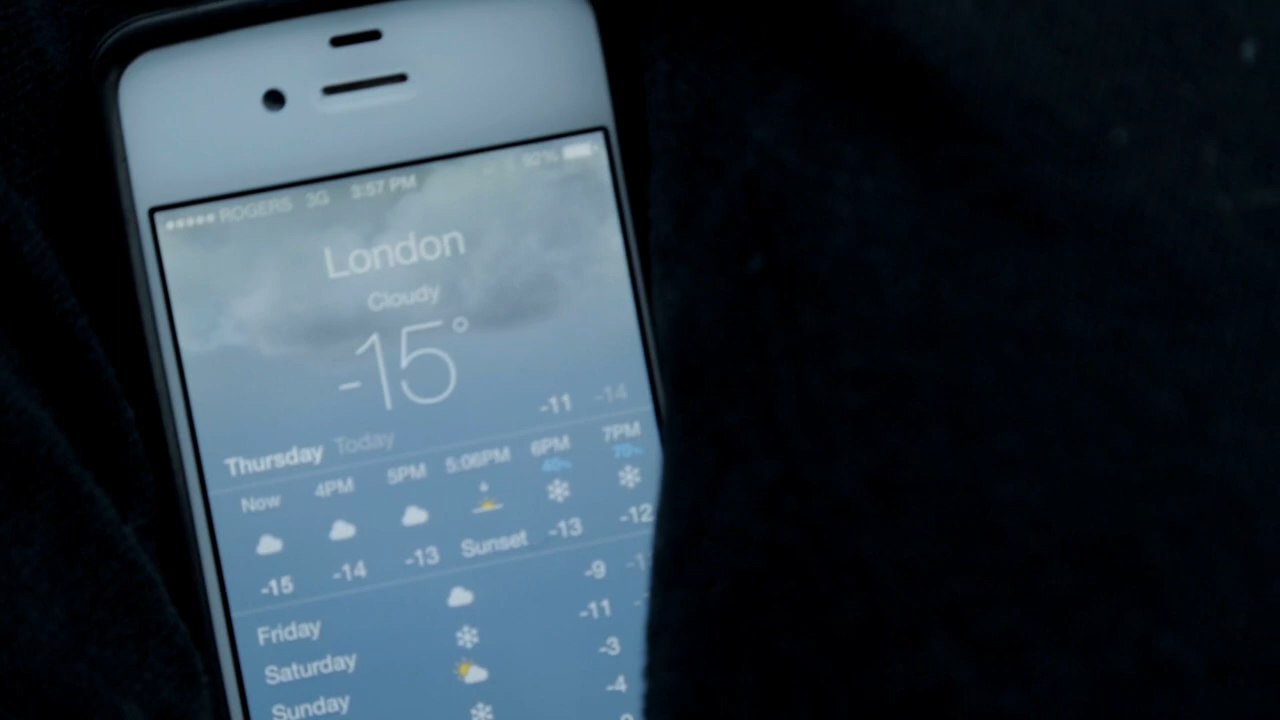 ROGERS 3G 3:57 PM 92%
London
Cloudy
-15°
Thursday Today -11 -14
Now 4PM 5PM 5:06PM 6PM 7PM
40% 70%
-15 -14 -13 Sunset -13 -12
Friday -9
Saturday -11
Sunday -3
-4